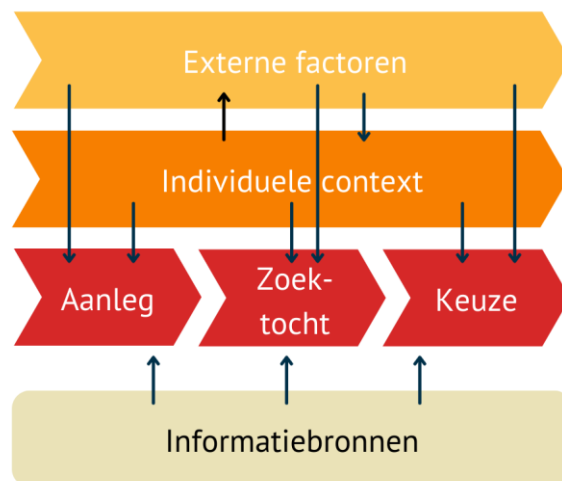 Externe factoren
Individuele context
Aanleg
Zoek-
tocht
Keuze
Informatiebronnen